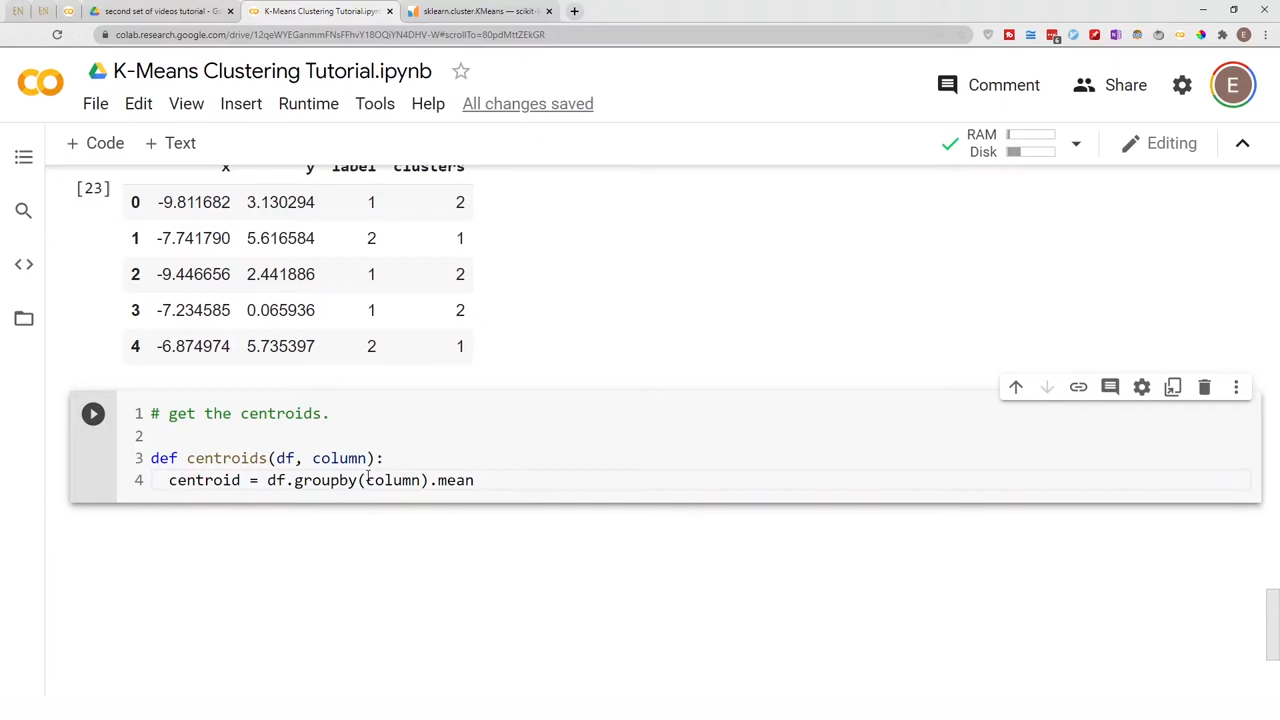 second set of videos tutorial - G
K-Means Clustering Tutorial.ipynb
sklearn.cluster.KMeans — scikit-l
colab.research.google.com/drive/12qeWYEGanmmFNsFFhvY18OQjYN4DHV-W#scrollTo=80pdMttZEkGR
K-Means Clustering Tutorial.ipynb
Comment
Share
E
File Edit View Insert Runtime Tools Help All changes saved
+ Code + Text
RAM
Disk
Editing
x y label clusters
[23]
0 -9.811682 3.130294 1 2
1 -7.741790 5.616584 2 1
2 -9.446656 2.441886 1 2
3 -7.234585 0.065936 1 2
4 -6.874974 5.735397 2 1
1 # get the centroids.
2
3 def centroids(df, column):
4 centroid = df.groupby(column).mean